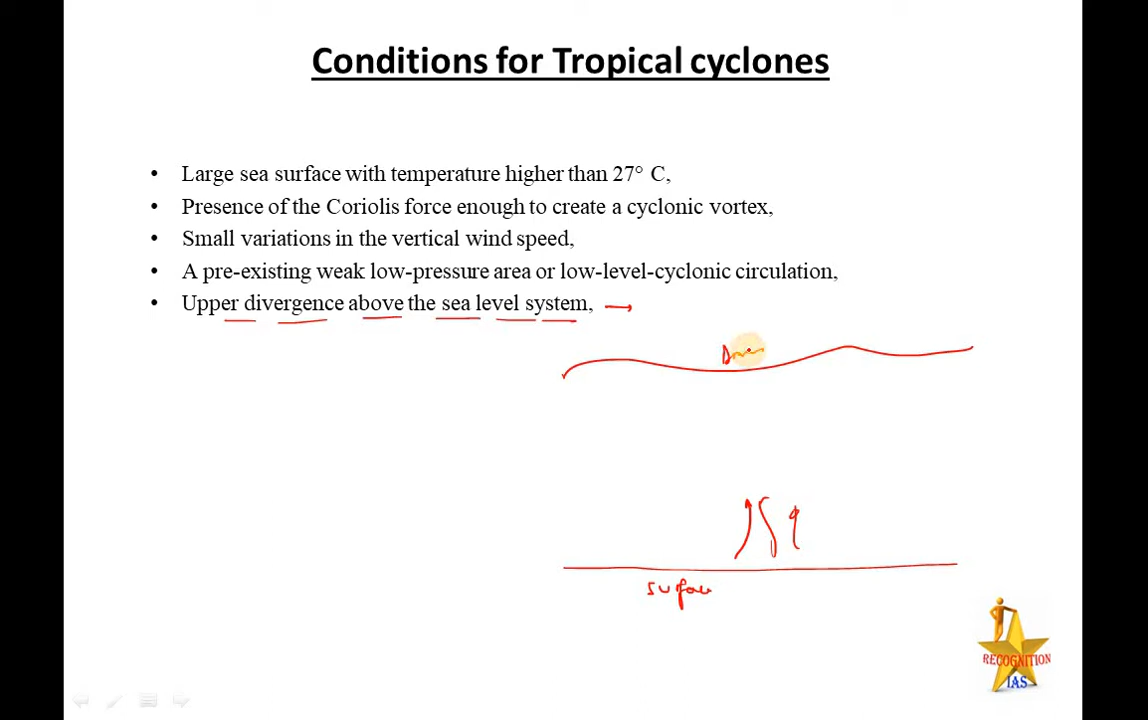 Conditions for Tropical cyclones
• Large sea surface with temperature higher than 27° C,
• Presence of the Coriolis force enough to create a cyclonic vortex,
• Small variations in the vertical wind speed,
• A pre-existing weak low-pressure area or low-level-cyclonic circulation,
• Upper divergence above the sea level system,
RECOGNITION
IAS